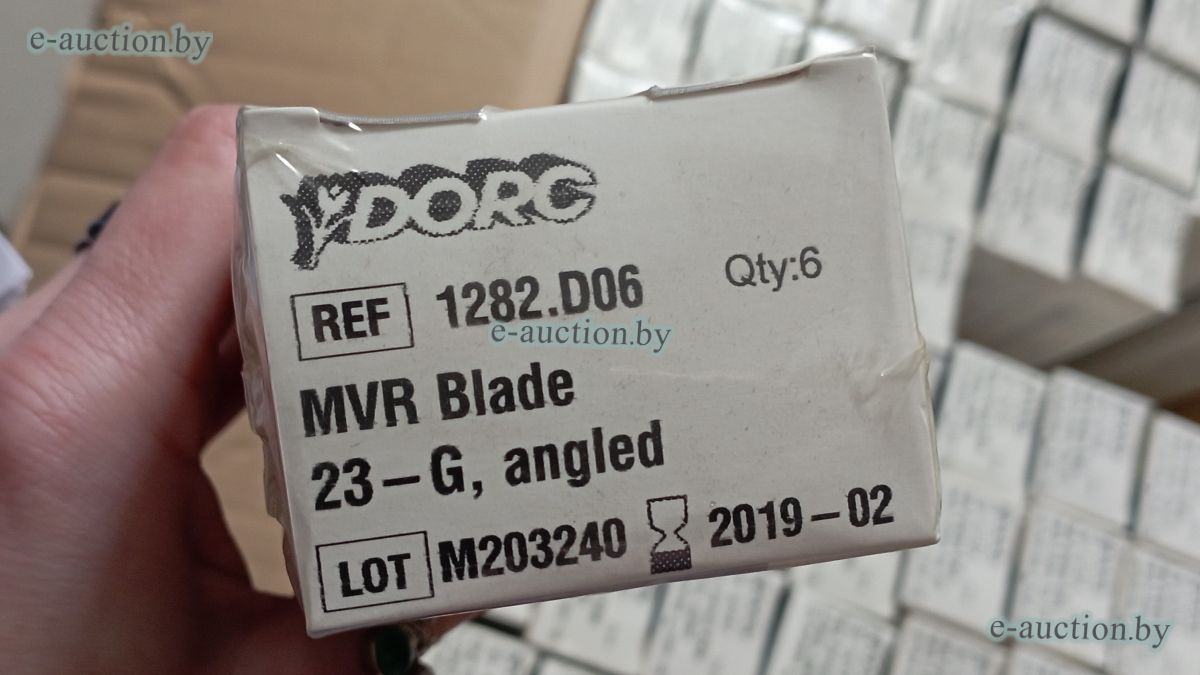 e-auction.by
DORC
REF 1282.D06 Qty:6
e-auction.by
MVR Blade
23-G, angled
LOT M203240 2019-02
e-auction.by